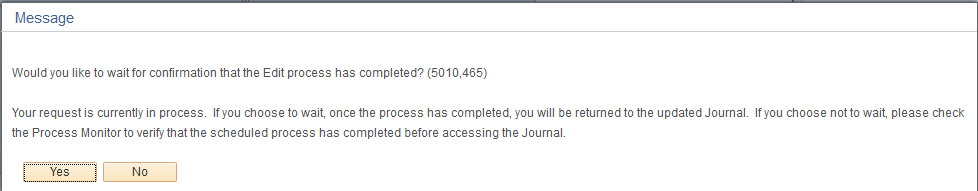 Message
Would you like to wait for confirmation that the Edit process has completed? (5010,465)
Your request is currently in process.  If you choose to wait, once the process has completed, you will be returned to the updated Journal.  If you choose not to wait, please check
the Process Monitor to verify that the scheduled process has completed before accessing the Journal.
Yes No